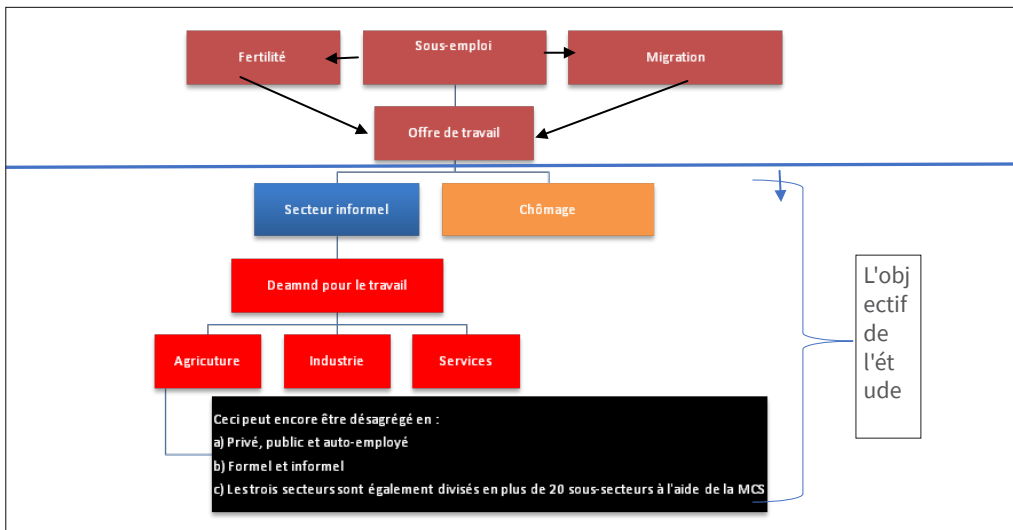 Fertilité
Sous-emploi
Migration
Offre de travail
Secteur informel
Chômage
Deamnd pour le travail
Agricuture
Industrie
Services
Ceci peut encore être désagrégé en :
a) Privé, public et auto-employé
b) Formel et informel
c) Les trois secteurs sont également divisés en plus de 20 sous-secteurs à l'aide de la MCS
L'obj
ectif
de
l'ét
ude